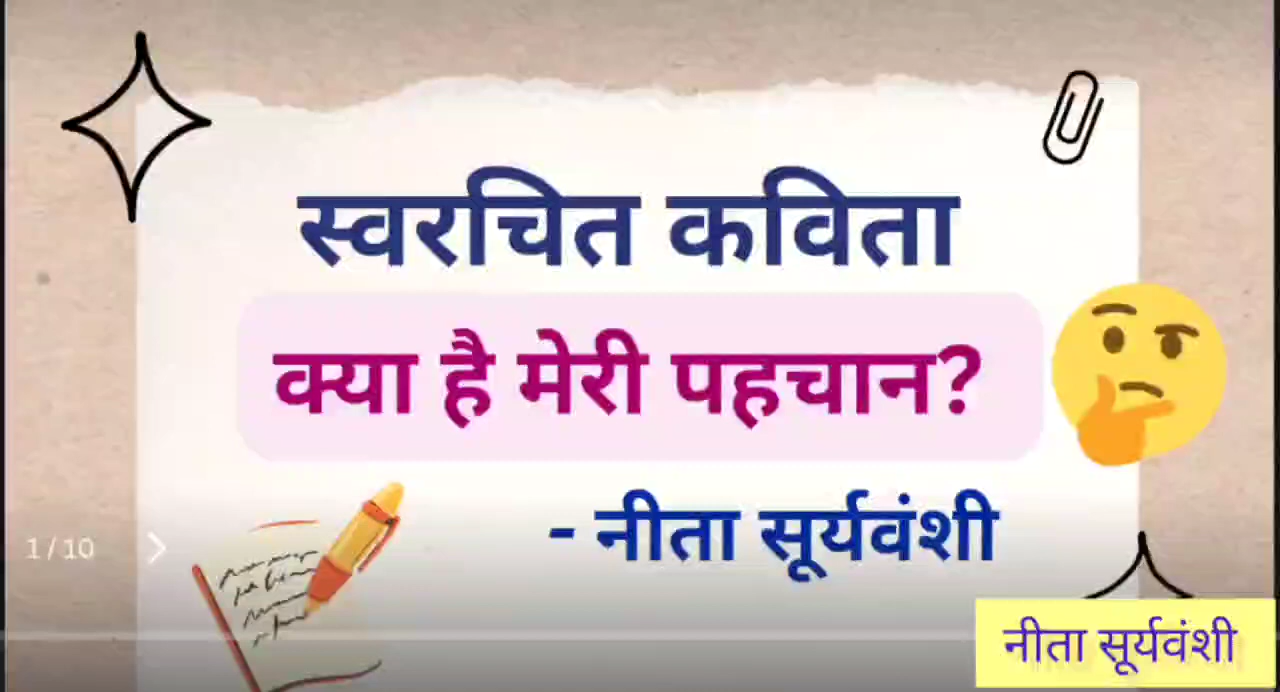 स्वरचित कविता
क्या है मेरी पहचान?
- नीता सूर्यवंशी
1 / 10
नीता सूर्यवंशी